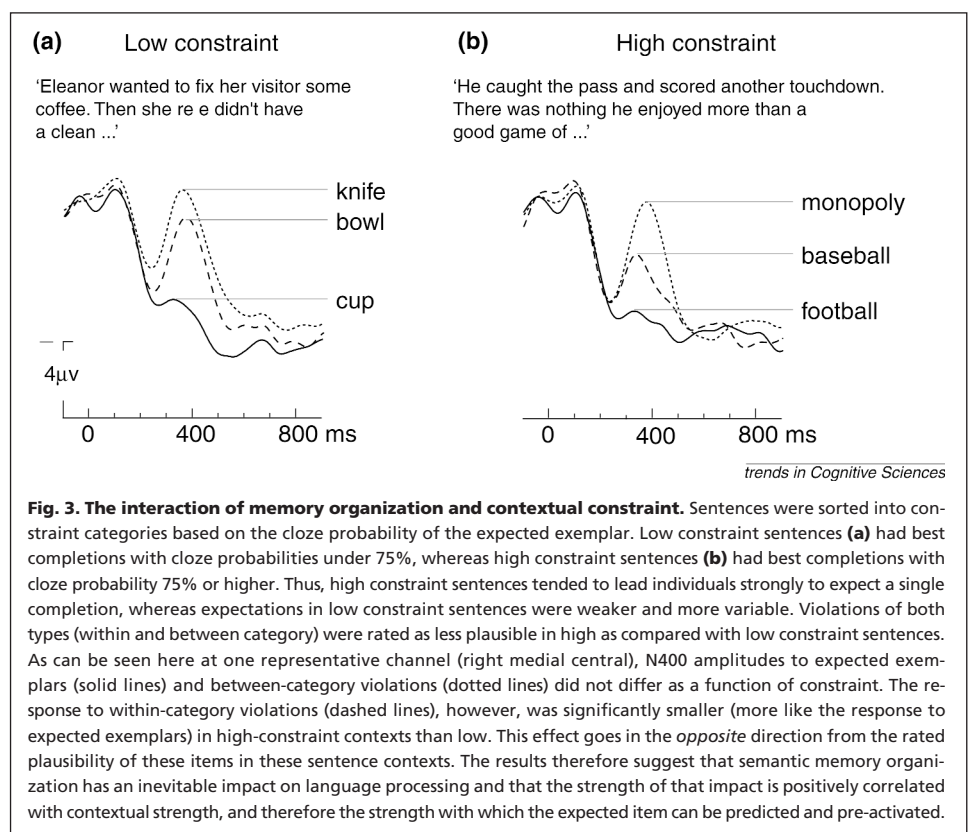 (a) Low constraint
'Eleanor wanted to fix her visitor some
coffee. Then she re e didn't have
a clean ...'
knife
bowl
cup
4μv
0 400 800 ms
(b) High constraint
'He caught the pass and scored another touchdown.
There was nothing he enjoyed more than a
good game of ...'
monopoly
baseball
football
0 400 800 ms
trends in Cognitive Sciences
Fig. 3. The interaction of memory organization and contextual constraint. Sentences were sorted into con-
straint categories based on the cloze probability of the expected exemplar. Low constraint sentences (a) had best
completions with cloze probabilities under 75%, whereas high constraint sentences (b) had best completions with
cloze probability 75% or higher. Thus, high constraint sentences tended to lead individuals strongly to expect a single
completion, whereas expectations in low constraint sentences were weaker and more variable. Violations of both
types (within and between category) were rated as less plausible in high as compared with low constraint sentences.
As can be seen here at one representative channel (right medial central), N400 amplitudes to expected exem-
plars (solid lines) and between-category violations (dotted lines) did not differ as a function of constraint. The re-
sponse to within-category violations (dashed lines), however, was significantly smaller (more like the response to
expected exemplars) in high-constraint contexts than low. This effect goes in the opposite direction from the rated
plausibility of these items in these sentence contexts. The results therefore suggest that semantic memory organi-
zation has an inevitable impact on language processing and that the strength of that impact is positively correlated
with contextual strength, and therefore the strength with which the expected item can be predicted and pre-activated.